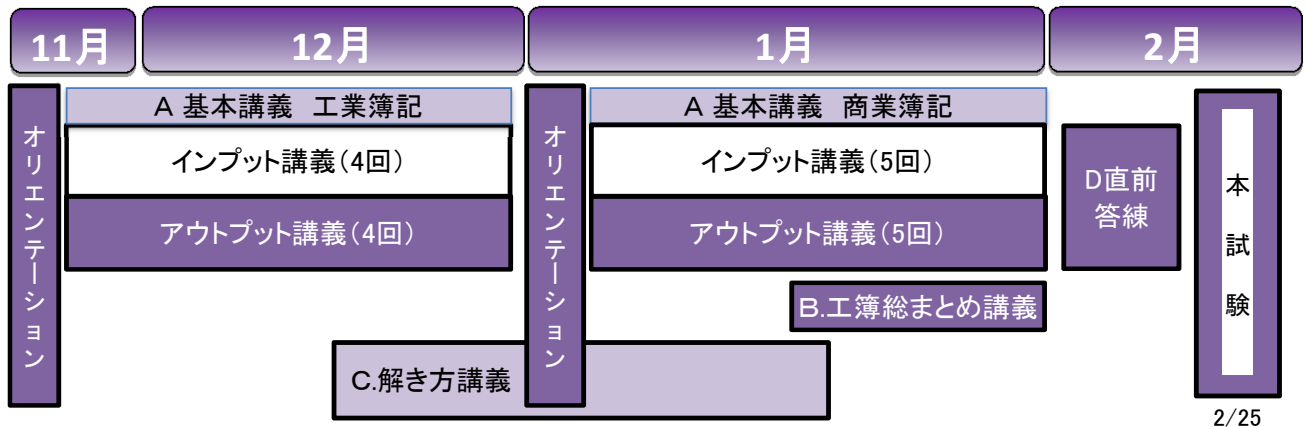 11月
12月
1月
2月
オリエンテーション
A 基本講義 工業簿記
インプット講義(4回)
アウトプット講義(4回)
オリエンテーション
A 基本講義 商業簿記
インプット講義(5回)
アウトプット講義(5回)
B.工簿総まとめ講義
C.解き方講義
D直前
答練
本試験
2/25